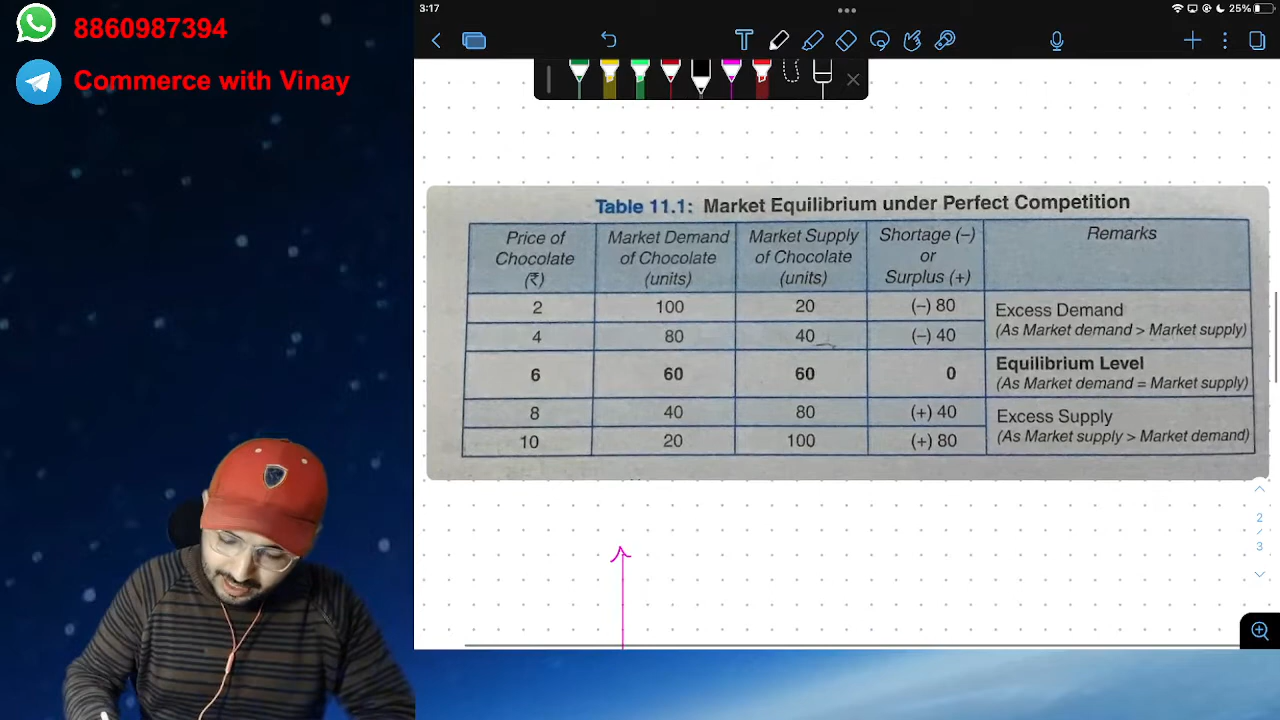 8860987394
Commerce with Vinay
3:17
25%
T
Table 11.1: Market Equilibrium under Perfect Competition
Price of Chocolate (₹) Market Demand of Chocolate (units) Market Supply of Chocolate (units) Shortage (–) or Surplus (+) Remarks
2 100 20 (–) 80 Excess Demand
(As Market demand > Market supply)
4 80 40 (–) 40
6 60 60 0 Equilibrium Level
(As Market demand = Market supply)
8 40 80 (+) 40 Excess Supply
(As Market supply > Market demand)
10 20 100 (+) 80
2
/
3